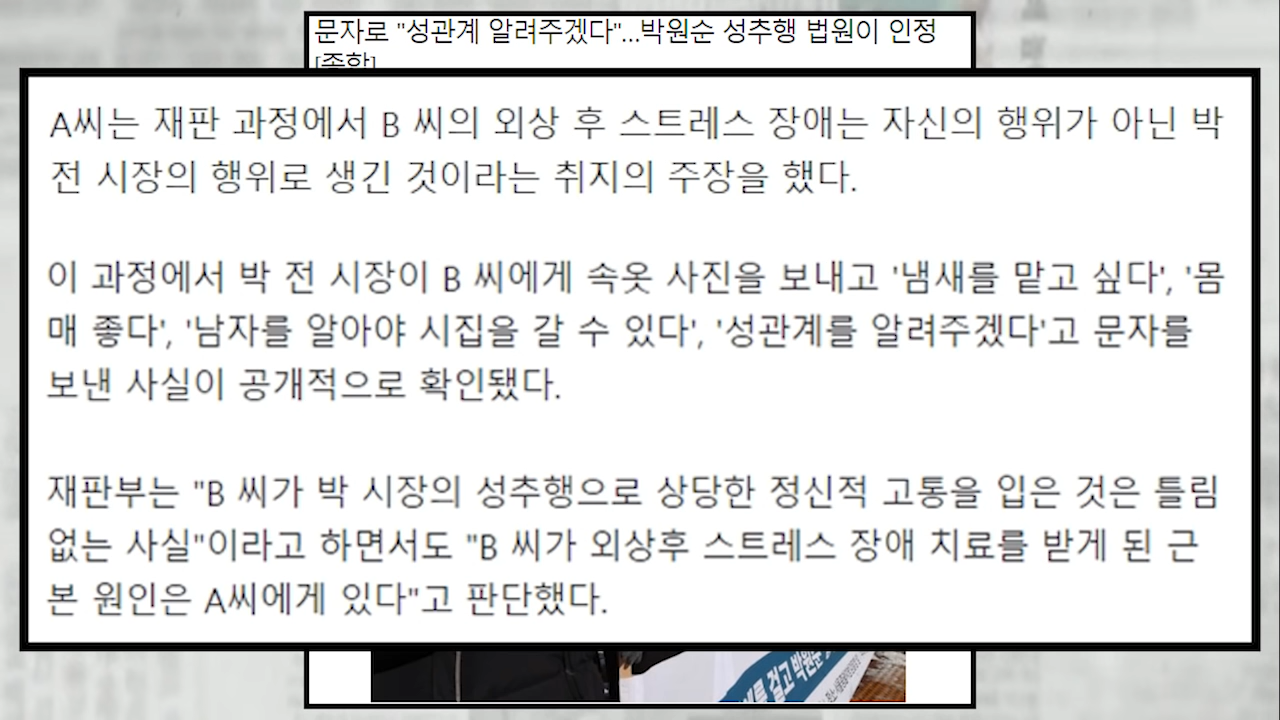 문자로 "성관계 알려주겠다"...박원순 성추행 법원이 인정
[종합]
A씨는 재판 과정에서 B 씨의 외상 후 스트레스 장애는 자신의 행위가 아닌 박
전 시장의 행위로 생긴 것이라는 취지의 주장을 했다.
이 과정에서 박 전 시장이 B 씨에게 속옷 사진을 보내고 '냄새를 맡고 싶다', '몸
매 좋다', '남자를 알아야 시집을 갈 수 있다', '성관계를 알려주겠다'고 문자를
보낸 사실이 공개적으로 확인됐다.
재판부는 "B 씨가 박 시장의 성추행으로 상당한 정신적 고통을 입은 것은 틀림
없는 사실"이라고 하면서도 "B 씨가 외상후 스트레스 장애 치료를 받게 된 근
본 원인은 A씨에게 있다"고 판단했다.
걸고 박원순